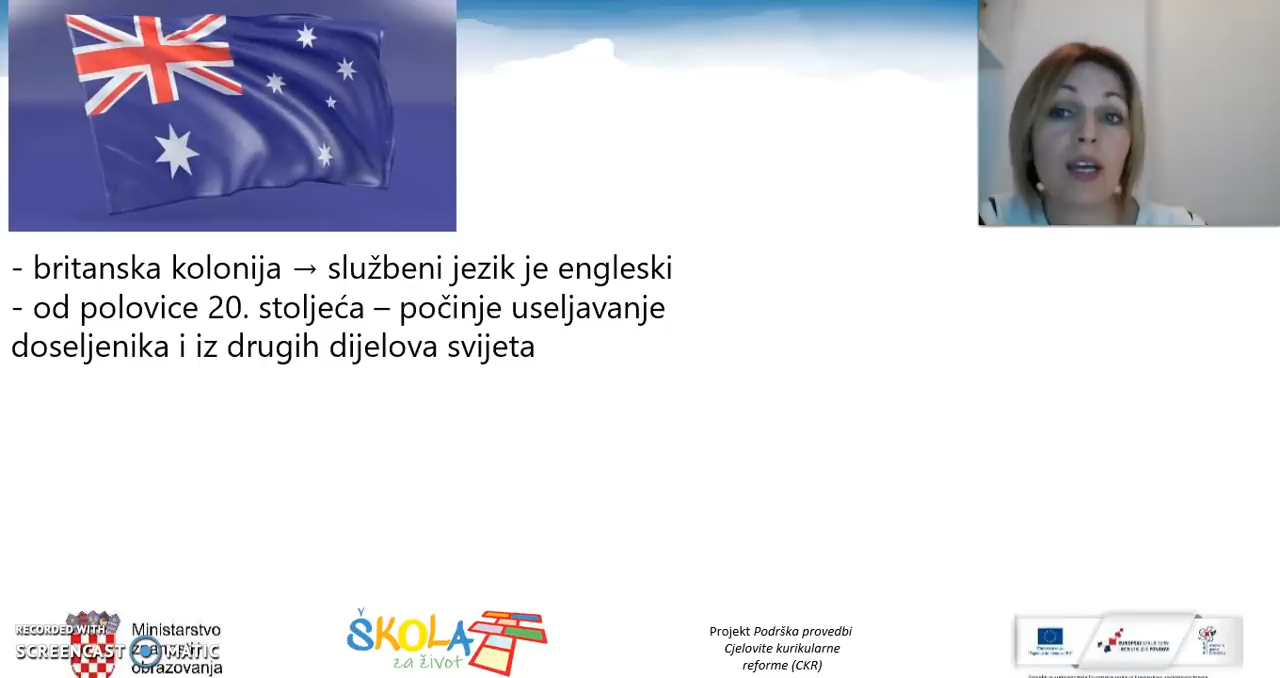 - britanska kolonija → službeni jezik je engleski
- od polovice 20. stoljeća – počinje useljavanje
doseljenika i iz drugih dijelova svijeta
RECORDED WITH
SCREENCAST MATIC
Ministarstvo
obrazovanja
ŠKOLA
za život
Projekt Podrška provedbi
Cjelovite kurikularne
reforme (CKR)